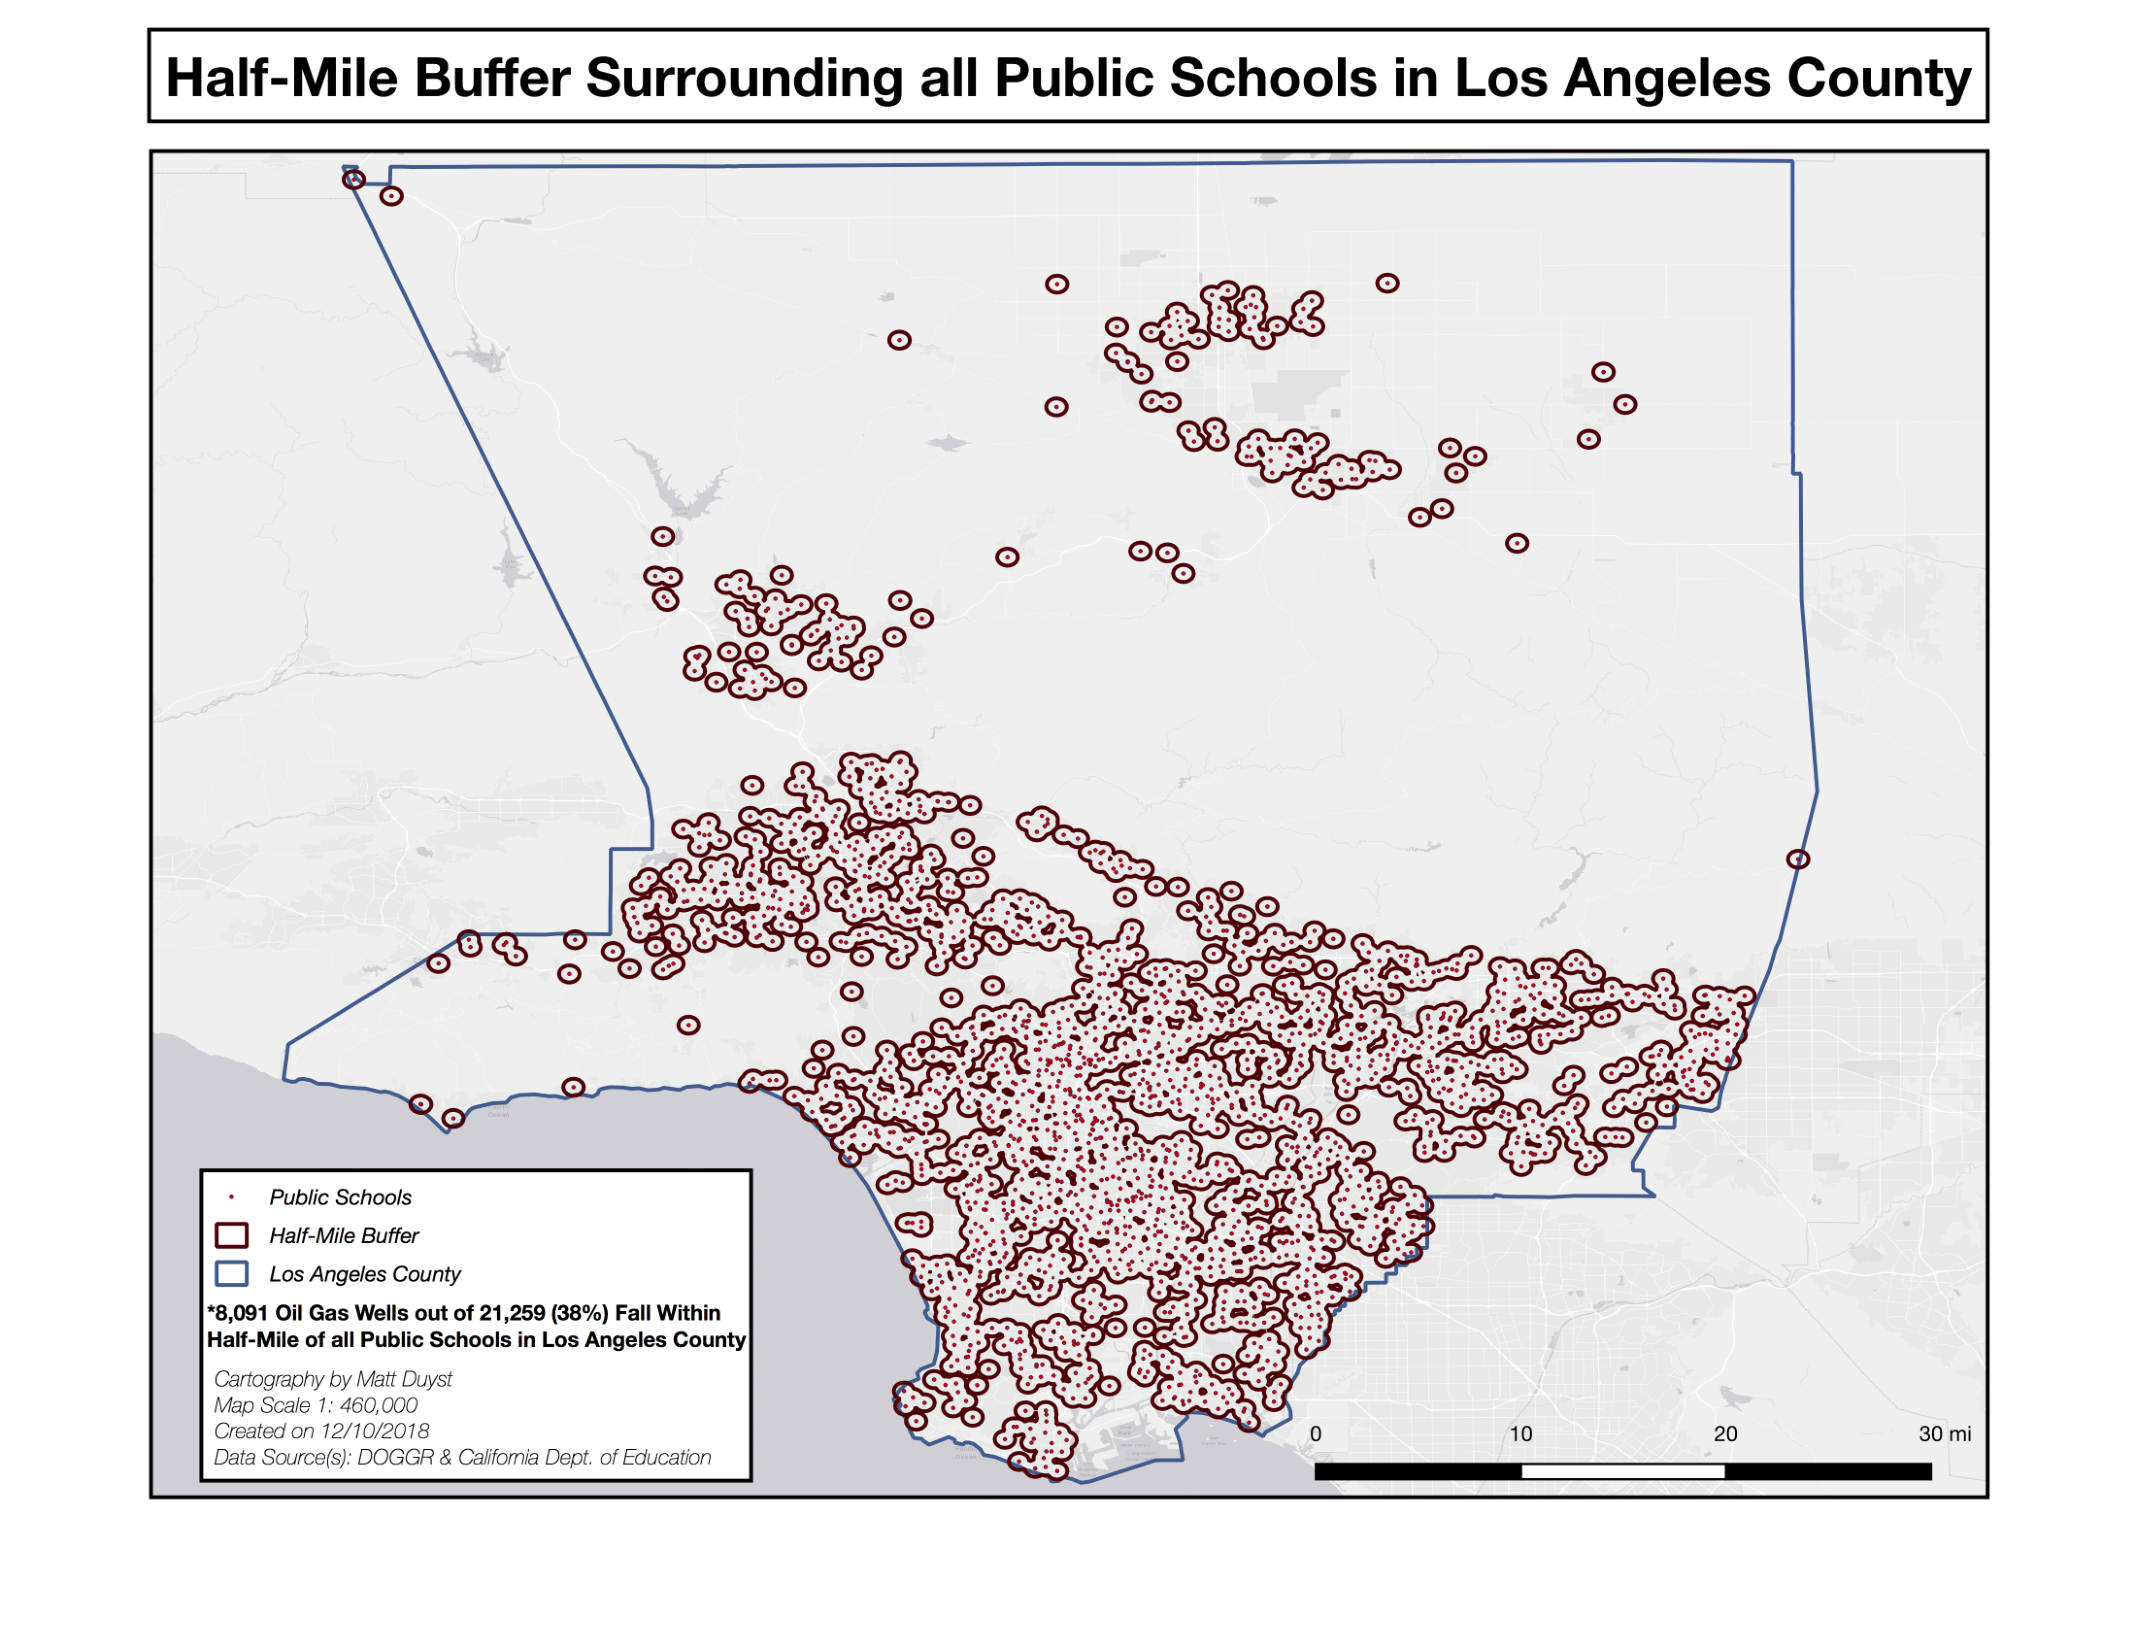 Half-Mile Buffer Surrounding all Public Schools in Los Angeles County
Public Schools
Half-Mile Buffer
Los Angeles County
*8,091 Oil Gas Wells out of 21,259 (38%) Fall Within
Half-Mile of all Public Schools in Los Angeles County
Cartography by Matt Duyst
Map Scale 1: 460,000
Created on 12/10/2018
Data Source(s): DOGGR & California Dept. of Education
0 10 20 30 mi